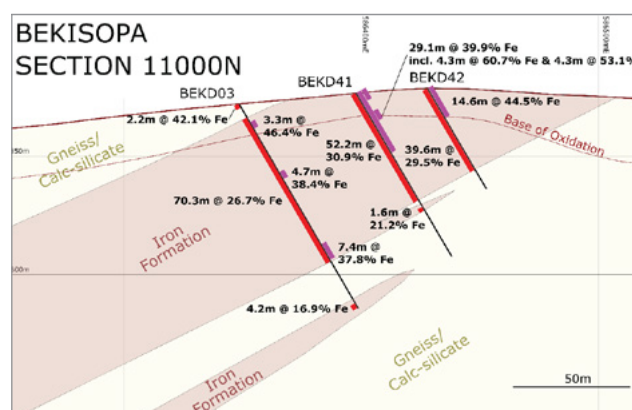 BEKISOPA
SECTION 11000N
586400mE
586500mE
29.1m @ 39.9% Fe
incl. 4.3m @ 60.7% Fe & 4.3m @ 53.1%
BEKD03
BEKD41
BEKD42
2.2m @ 42.1% Fe
3.3m @
46.4% Fe
14.6m @ 44.5% Fe
Base of Oxidation
Gneiss/
Calc-silicate
52.2m @
30.9% Fe
39.6m @
29.5% Fe
4.7m @
38.4% Fe
70.3m @ 26.7% Fe
1.6m @
21.2% Fe
Iron
Formation
7.4m @
37.8% Fe
4.2m @ 16.9% Fe
Gneiss/
Calc-silicate
Iron
Formation
50m